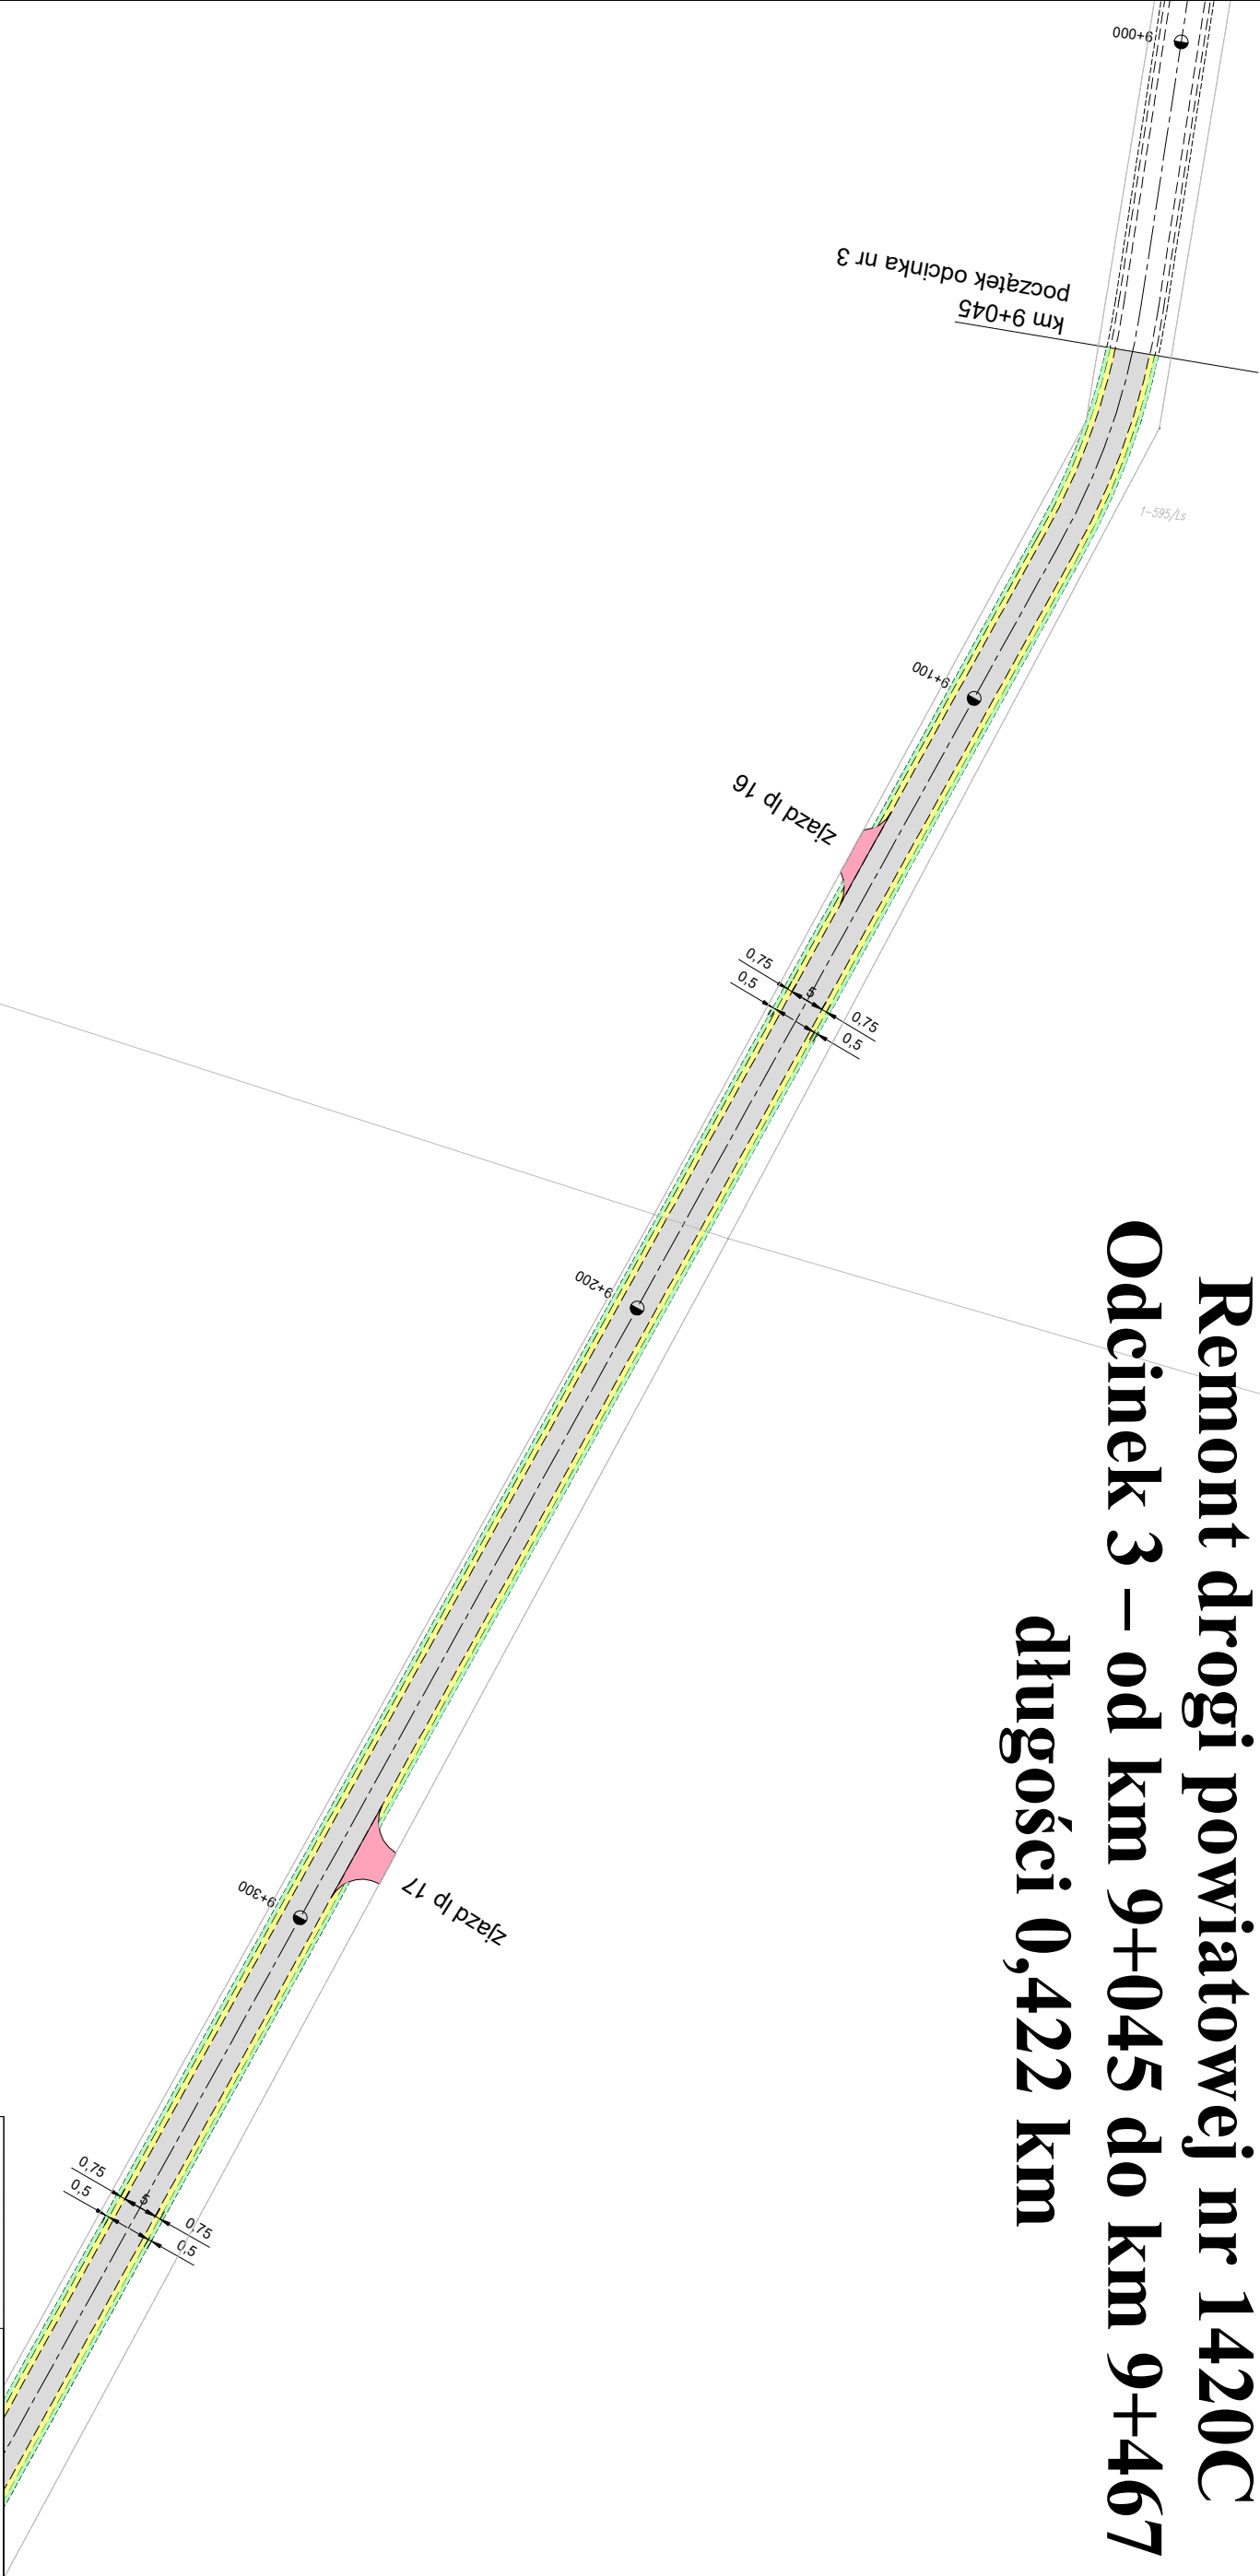 Remont drogi powiatowej nr 1420C
Odcinek 3 – od km 9+045 do km 9+467
długości 0,422 km
9+000
początek odcinka nr 3
km 9+045
1-595/Ls
9+100
zjazd lp 16
0,75
0,5
5
0,75
0,5
9+200
zjazd lp 17
9+300
0,75
0,5
5
0,75
0,5